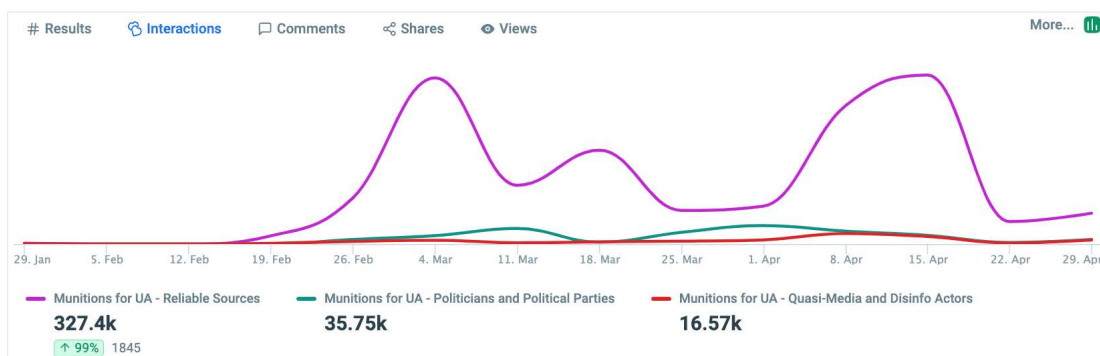 Results Interactions Comments Shares Views More...
29. Jan 5. Feb 12. Feb 19. Feb 26. Feb 4. Mar 11. Mar 18. Mar 25. Mar 1. Apr 8. Apr 15. Apr 22. Apr 29. Apr
Munitions for UA - Reliable Sources Munitions for UA - Politicians and Political Parties Munitions for UA - Quasi-Media and Disinfo Actors
327.4k 35.75k 16.57k
↑ 99% 1845